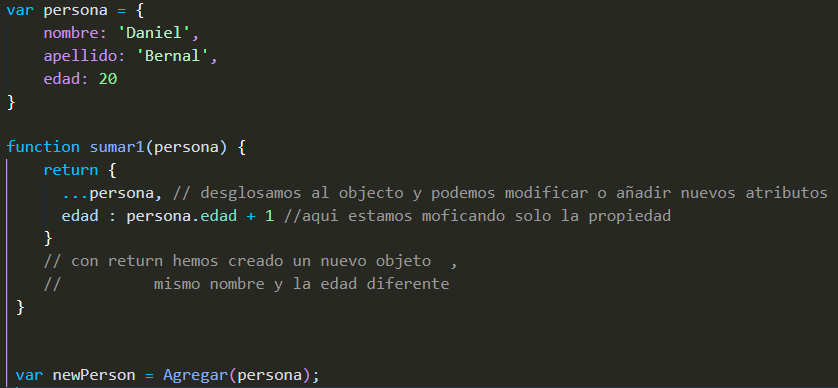 var persona = {
nombre: 'Daniel',
apellido: 'Bernal',
edad: 20
}
function sumar1(persona) {
return {
...persona, // desglosamos al objecto y podemos modificar o añadir nuevos atributos
edad : persona.edad + 1 //aqui estamos moficando solo la propiedad
}
// con return hemos creado un nuevo objeto  ,
//          mismo nombre y la edad diferente
}
var newPerson = Agregar(persona);